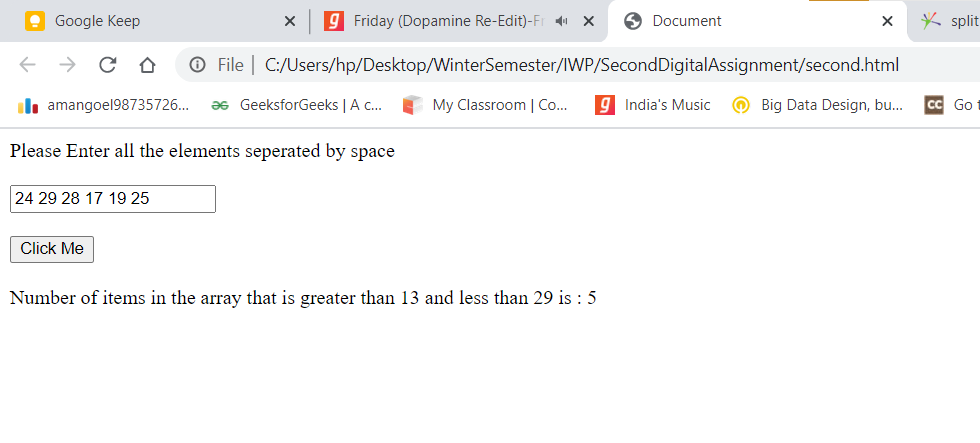 Google Keep
Friday (Dopamine Re-Edit)-Fr
Document
split
File | C:/Users/hp/Desktop/WinterSemester/IWP/SecondDigitalAssignment/second.html
amangoel98735726...
GeeksforGeeks | A c...
My Classroom | Co...
g India's Music
Big Data Design, bu...
CC Go t
Please Enter all the elements seperated by space
24 29 28 17 19 25
Click Me
Number of items in the array that is greater than 13 and less than 29 is : 5